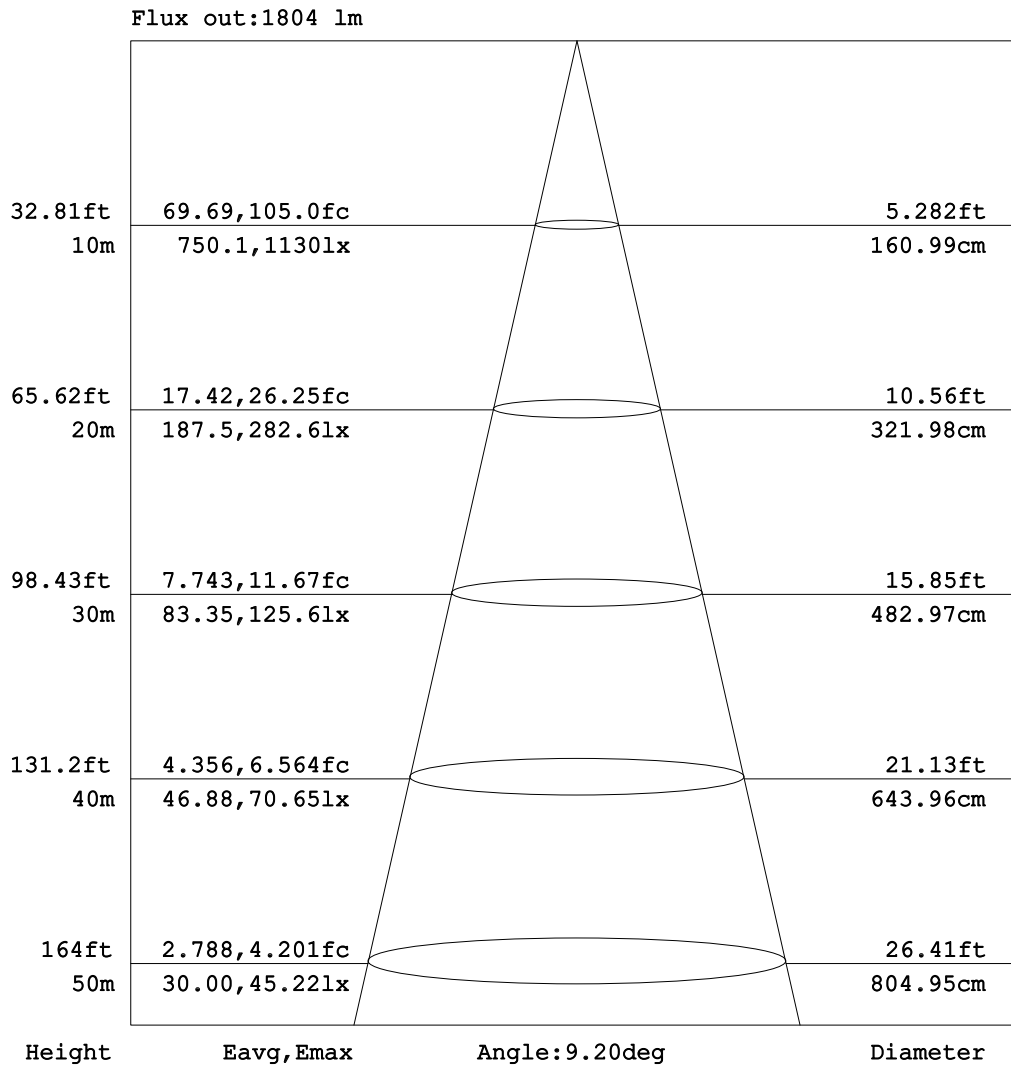 Flux out:1804 lm
32.81ft 69.69,105.0fc 5.282ft
10m 750.1,1130lx 160.99cm
65.62ft 17.42,26.25fc 10.56ft
20m 187.5,282.6lx 321.98cm
98.43ft 7.743,11.67fc 15.85ft
30m 83.35,125.6lx 482.97cm
131.2ft 4.356,6.564fc 21.13ft
40m 46.88,70.65lx 643.96cm
164ft 2.788,4.201fc 26.41ft
50m 30.00,45.22lx 804.95cm
Height Eavg,Emax Angle:9.20deg Diameter